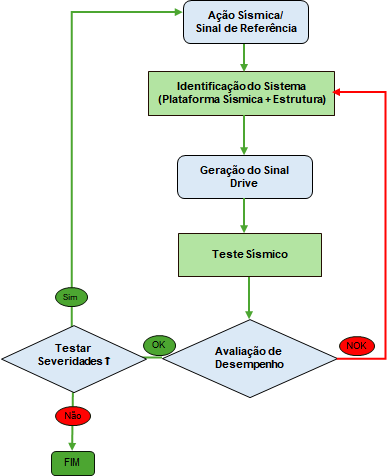 Ação Sísmica/
Sinal de Referência
Identificação do Sistema
(Plataforma Sísmica + Estrutura)
Geração do Sinal
Drive
Teste Sísmico
Sim
Testar
Severidades↑
OK
Avaliação de
Desempenho
NOK
Não
FIM